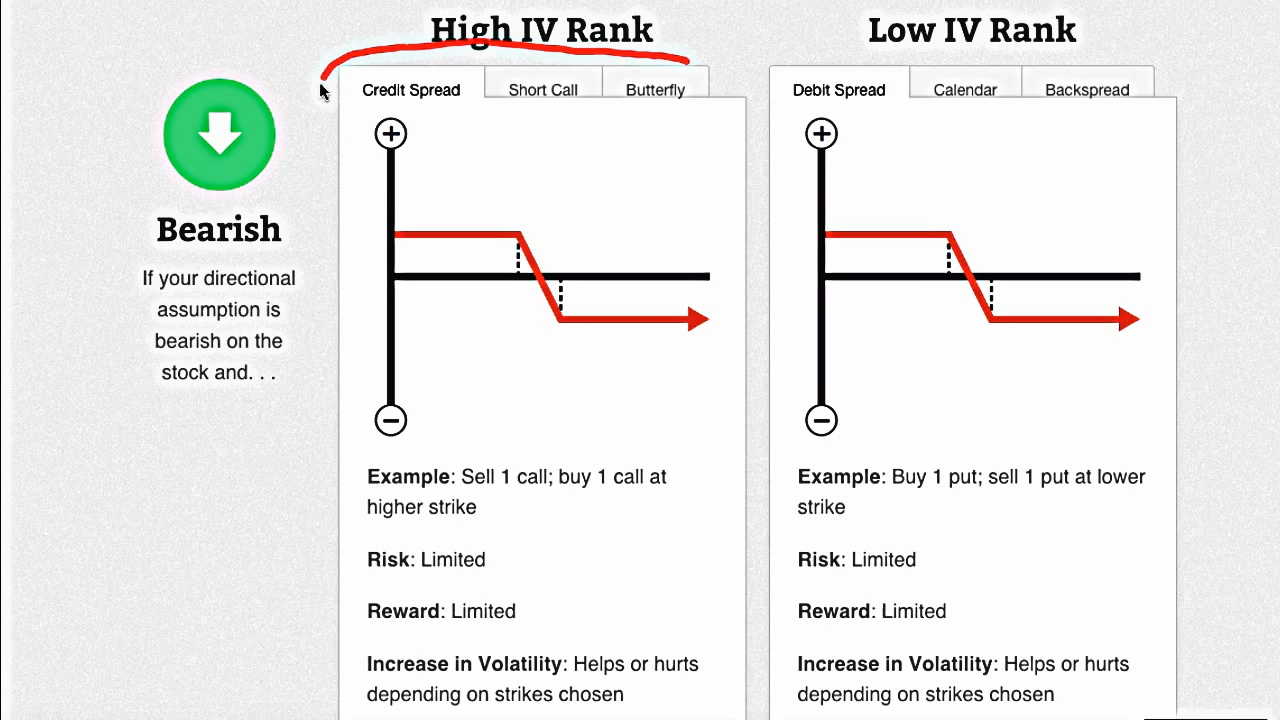 High IV Rank
Low IV Rank
Credit Spread
Short Call
Butterfly
Debit Spread
Calendar
Backspread
Bearish
If your directional
assumption is
bearish on the
stock and. . .
+
−
Example: Sell 1 call; buy 1 call at
higher strike
Risk: Limited
Reward: Limited
Increase in Volatility: Helps or hurts
depending on strikes chosen
+
−
Example: Buy 1 put; sell 1 put at lower
strike
Risk: Limited
Reward: Limited
Increase in Volatility: Helps or hurts
depending on strikes chosen